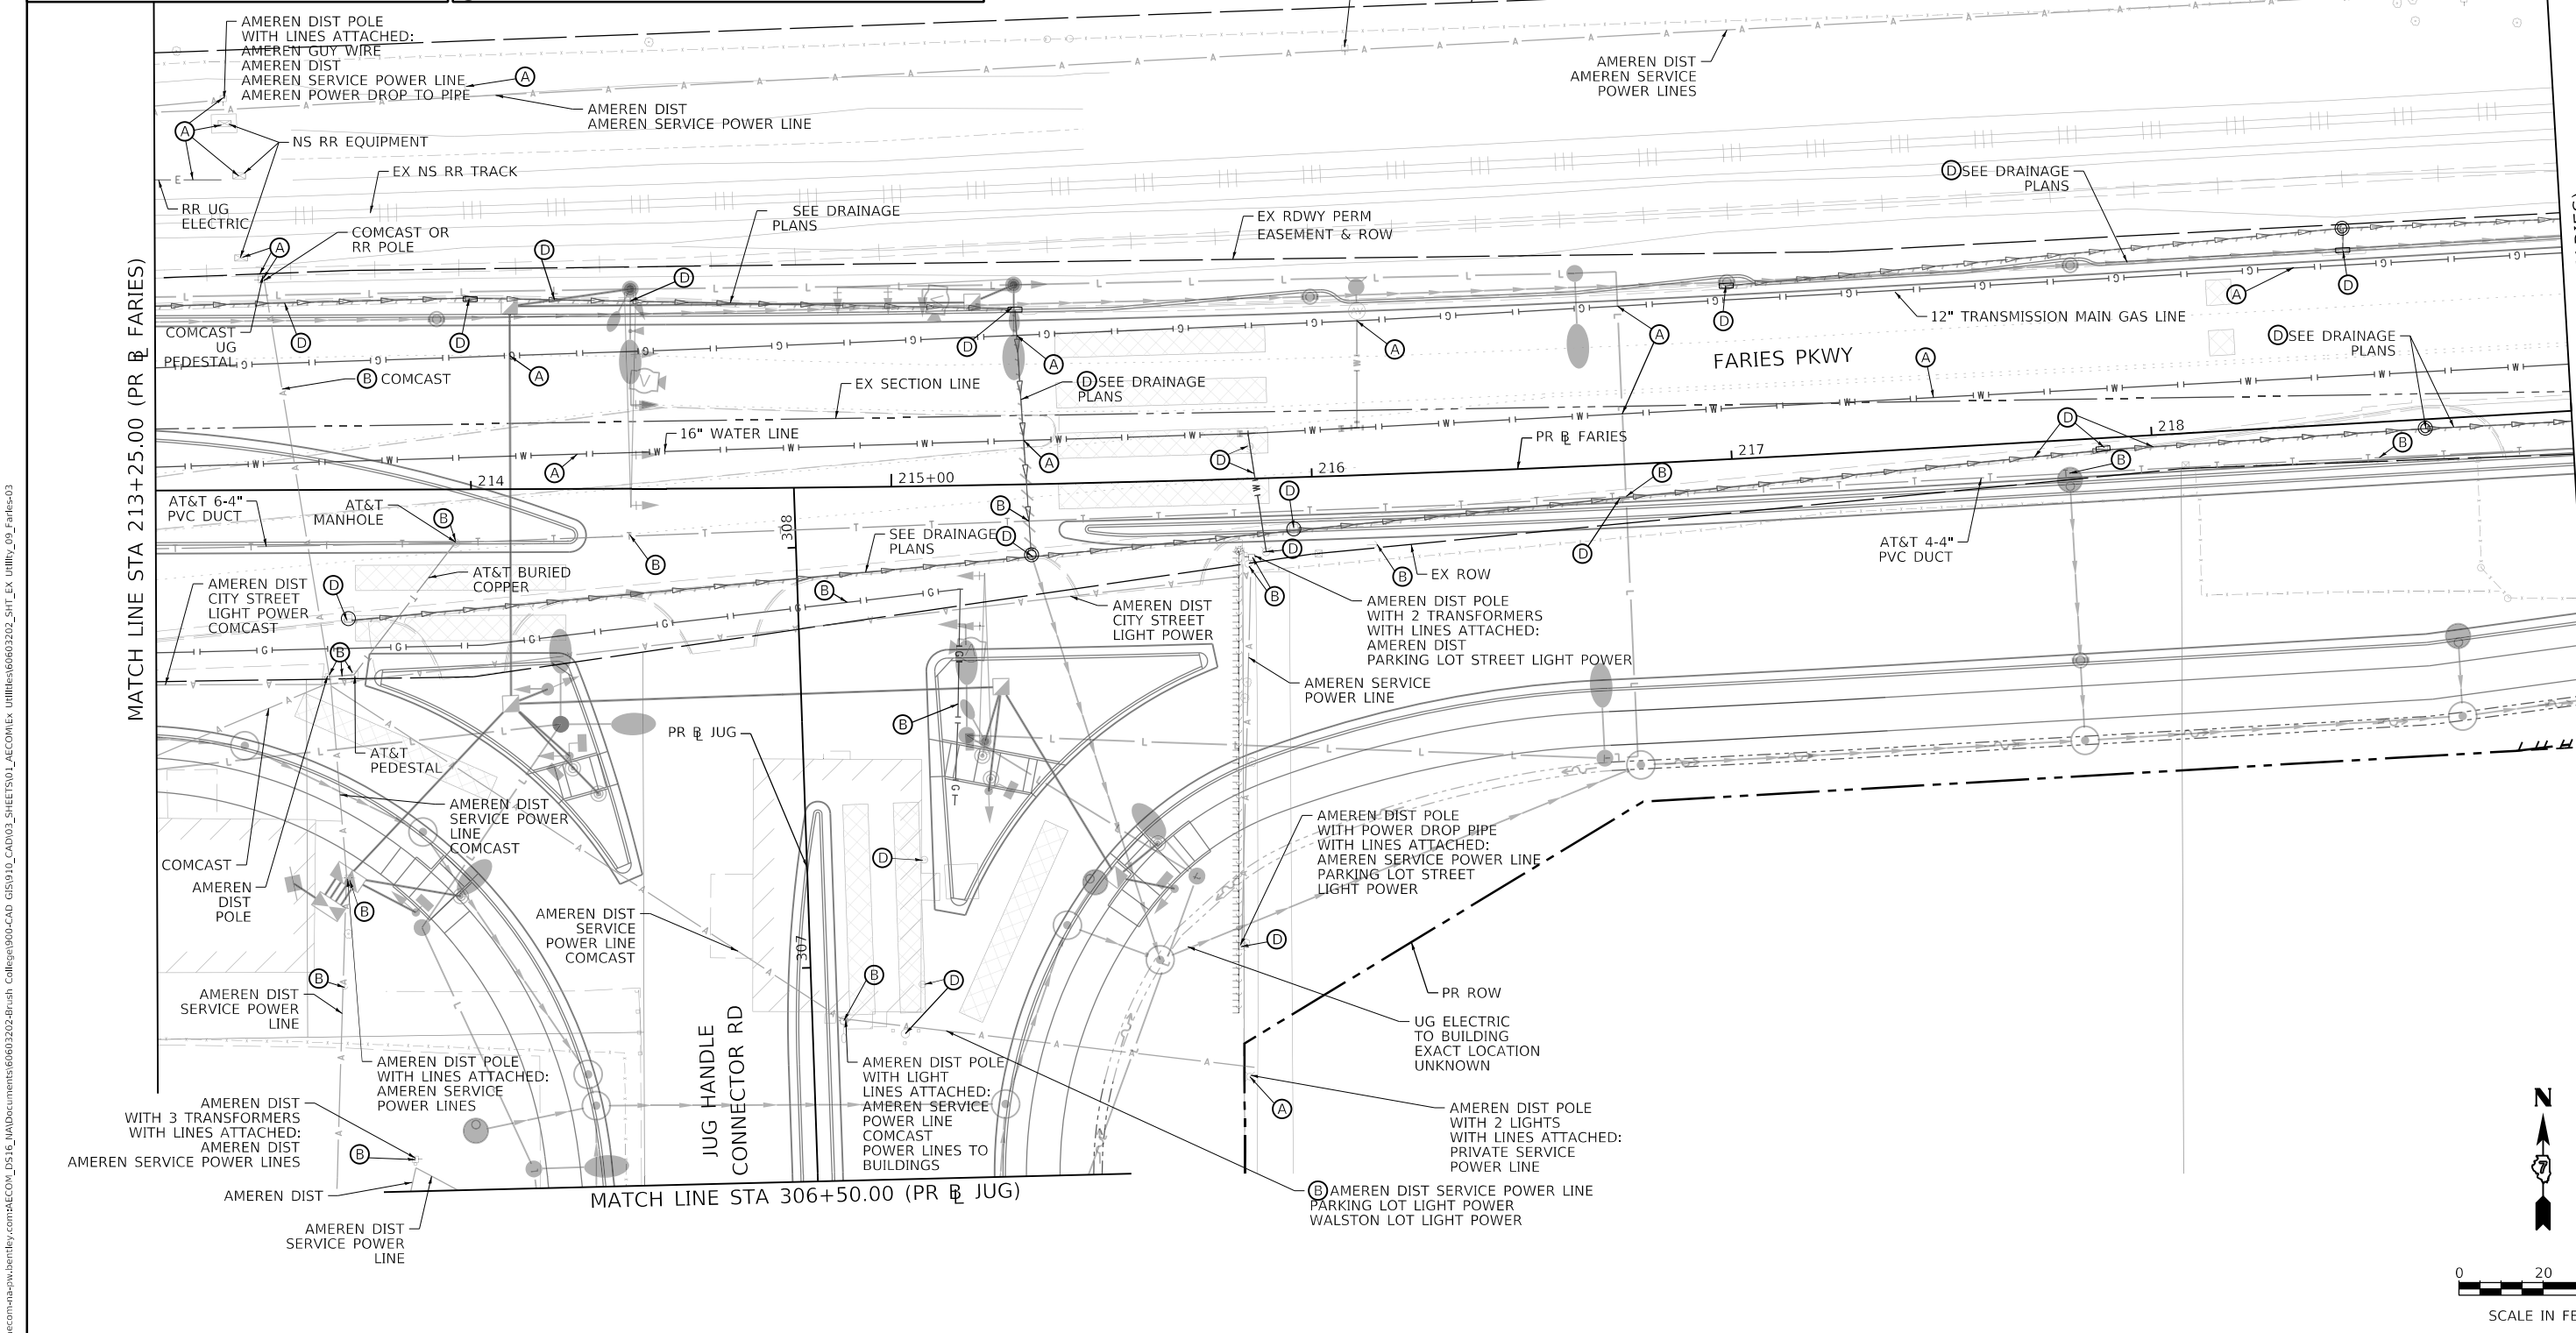 AMEREN DIST POLE
WITH LINES ATTACHED:
AMEREN GUY WIRE
AMEREN DIST
AMEREN SERVICE POWER LINE
AMEREN POWER DROP TO PIPE
A
AMEREN DIST
AMEREN SERVICE POWER LINE
AMEREN DIST
AMEREN SERVICE
POWER LINES
A
NS RR EQUIPMENT
EX NS RR TRACK
E
RR UG
ELECTRIC
A
COMCAST OR
RR POLE
D
D
SEE DRAINAGE
PLANS
EX RDWY PERM
EASEMENT & ROW
D SEE DRAINAGE
PLANS
COMCAST
UG
PEDESTAL
D
D
D
A
A
A
A
D
A
D
12" TRANSMISSION MAIN GAS LINE
D SEE DRAINAGE
PLANS
FARIES PKWY
A
B COMCAST
EX SECTION LINE
D SEE DRAINAGE
PLANS
16" WATER LINE
A
A
D
PR BL FARIES
D
B
B
MATCH LINE STA 213+25.00 (PR BL FARIES)
214
215+00
216
217
218
AT&T 6-4"
PVC DUCT
AT&T
MANHOLE
B
B
308
SEE DRAINAGE
PLANS
B
D
D
D
B
D
AT&T 4-4"
PVC DUCT
AT&T BURIED
COPPER
B
B
EX ROW
B
AMEREN DIST
CITY STREET
LIGHT POWER
COMCAST
D
B
AMEREN DIST
CITY STREET
LIGHT POWER
AMEREN DIST POLE
WITH 2 TRANSFORMERS
WITH LINES ATTACHED:
AMEREN DIST
PARKING LOT STREET LIGHT POWER
AMEREN SERVICE
POWER LINE
PR BL JUG
B
AT&T
PEDESTAL
AMEREN DIST
SERVICE POWER
LINE
COMCAST
COMCAST
AMEREN
DIST
POLE
B
D
AMEREN DIST POLE
WITH POWER DROP PIPE
WITH LINES ATTACHED:
AMEREN SERVICE POWER LINE
PARKING LOT STREET
LIGHT POWER
D
AMEREN DIST
SERVICE
POWER LINE
COMCAST
307
B
B
D
AMEREN DIST
SERVICE POWER
LINE
PR ROW
UG ELECTRIC
TO BUILDING
EXACT LOCATION
UNKNOWN
JUG HANDLE
CONNECTOR RD
AMEREN DIST POLE
WITH LINES ATTACHED:
AMEREN SERVICE
POWER LINES
AMEREN DIST POLE
WITH LIGHT
LINES ATTACHED:
AMEREN SERVICE
POWER LINE
COMCAST
POWER LINES TO
BUILDINGS
A
AMEREN DIST POLE
WITH 2 LIGHTS
WITH LINES ATTACHED:
PRIVATE SERVICE
POWER LINE
AMEREN DIST
WITH 3 TRANSFORMERS
WITH LINES ATTACHED:
AMEREN DIST
AMEREN SERVICE POWER LINES
B
AMEREN DIST
AMEREN DIST
SERVICE POWER
LINE
MATCH LINE STA 306+50.00 (PR BL JUG)
B AMEREN DIST SERVICE POWER LINE
PARKING LOT LIGHT POWER
WALSTON LOT LIGHT POWER
N
7
0 20
SCALE IN FE